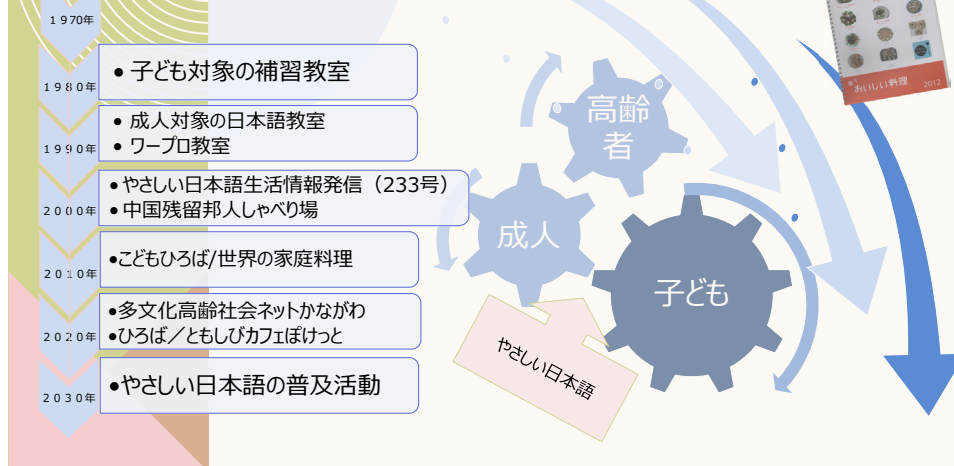 1970年
1980年
• 子ども対象の補習教室
1990年
• 成人対象の日本語教室
• ワープロ教室
2000年
•やさしい日本語生活情報発信（233号）
•中国残留邦人しゃべり場
2010年
•こどもひろば/世界の家庭料理
2020年
•多文化高齢社会ネットかながわ
•ひろば／ともしびカフェぽけっと
2030年
•やさしい日本語の普及活動
高齢
者
成人
子ども
やさしい日本語
おいしい料理 2012